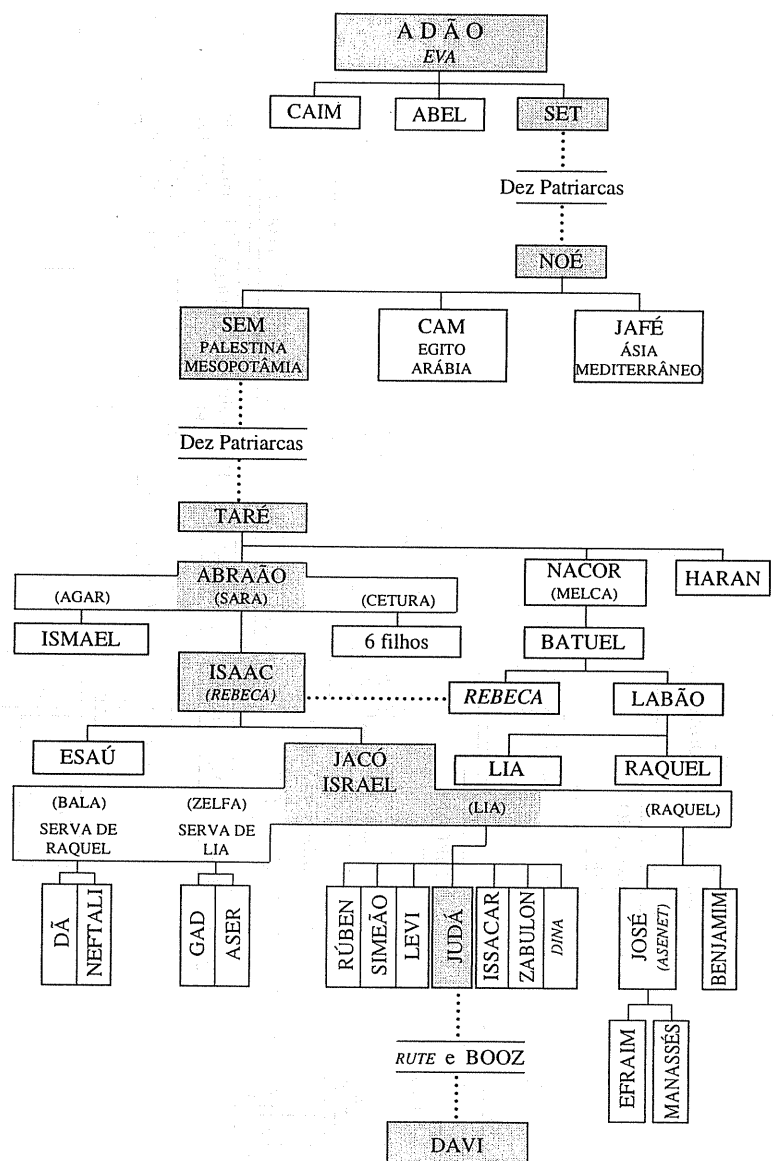 ADÃO
EVA
CAIM ABEL SET
Dez Patriarcas
NOÉ
SEM
PALESTINA
MESOPOTÂMIA
CAM
EGITO
ARÁBIA
JAFÉ
ÁSIA
MEDITERRÂNEO
Dez Patriarcas
TARÉ
ABRAÃO
(SARA)
(AGAR)
(CETURA)
NACOR
(MELCA)
HARAN
ISMAEL
6 filhos
BATUEL
ISAAC
(REBECA)
REBECA
LABÃO
ESAÚ
JACÓ
ISRAEL
LIA
RAQUEL
(BALA)
SERVA DE
RAQUEL
(ZELFA)
SERVA DE
LIA
(LIA)
(RAQUEL)
DÃ
NEFTALI
GAD
ASER
RÚBEN
SIMEÃO
LEVI
JUDÁ
ISSACAR
ZABULON
DINA
JOSÉ
(ASENET)
BENJAMIM
EFRAIM
MANASSÉS
RUTE e BOOZ
DAVI